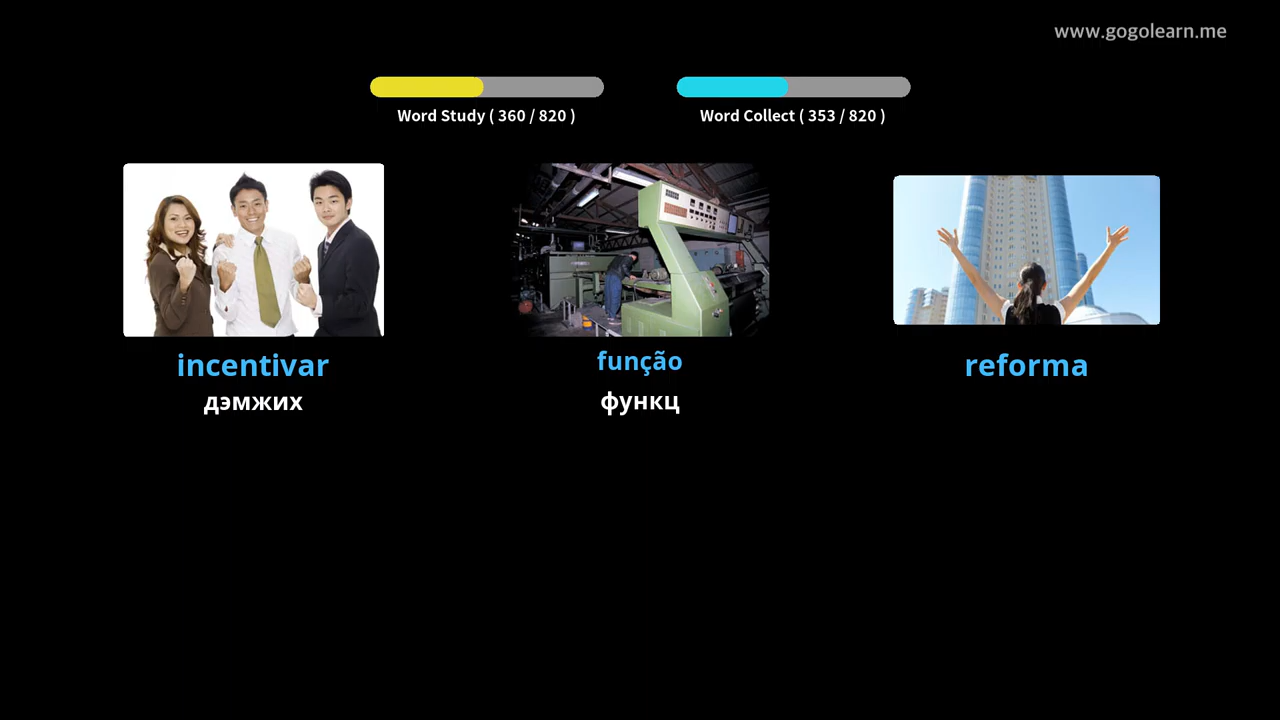 www.gogolearn.me
Word Study ( 360 / 820 )
Word Collect ( 353 / 820 )
incentivar
дэмжих
função
функц
reforma